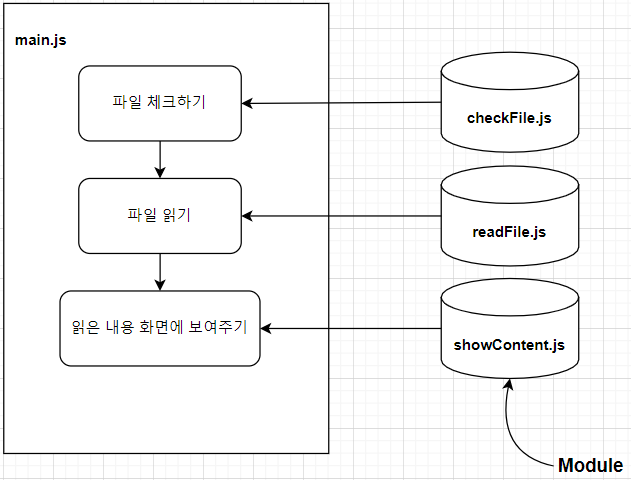 main.js
파일 체크하기
checkFile.js
파일 읽기
readFile.js
읽은 내용 화면에 보여주기
showContent.js
Module